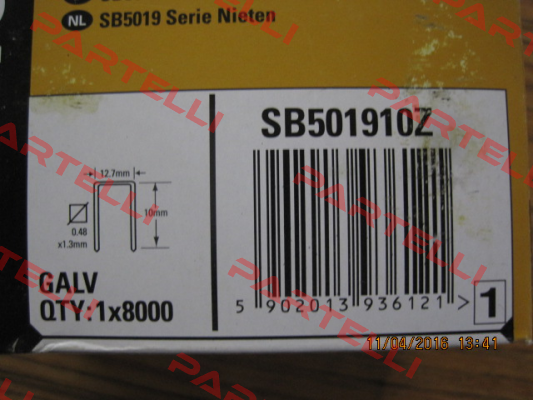 NL SB5019 Serie Nieten
SB501910Z
12.7mm
10mm
0.48
x1.3mm
GALV
QTY:1x8000
5 902013 936121 >
1
11/04/2016 13:41
PARTELLI
PARTELLI
PARTELLI
PARTELLI
PARTELLI
PARTELLI